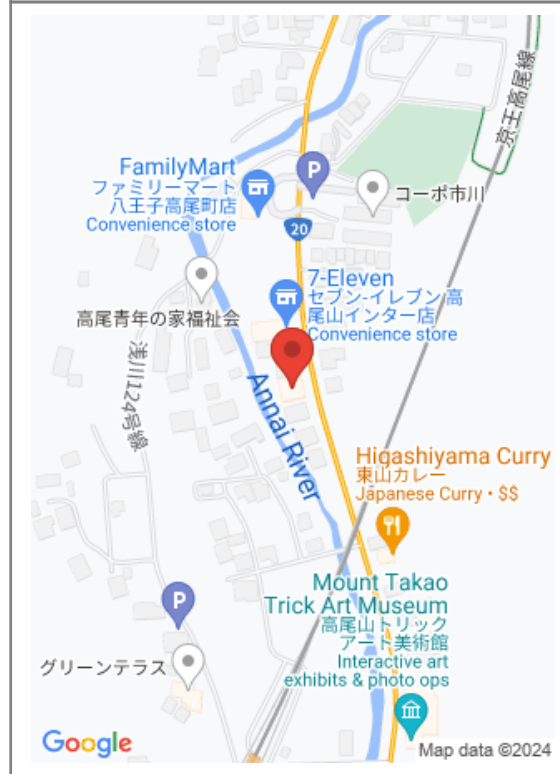 京王高尾線
FamilyMart
ファミリーマート
八王子高尾町店
Convenience store
P
コーポ市川
20
7-Eleven
セブン-イレブン 高
尾山インター店
Convenience store
高尾青年の家福祉会
浅川124号線
Annai River
Higashiyama Curry
東山カレー
Japanese Curry • $$
Mount Takao
Trick Art Museum
高尾山トリック
アート美術館
Interactive art
exhibits & photo ops
P
グリーンテラス
Google
Map data ©2024